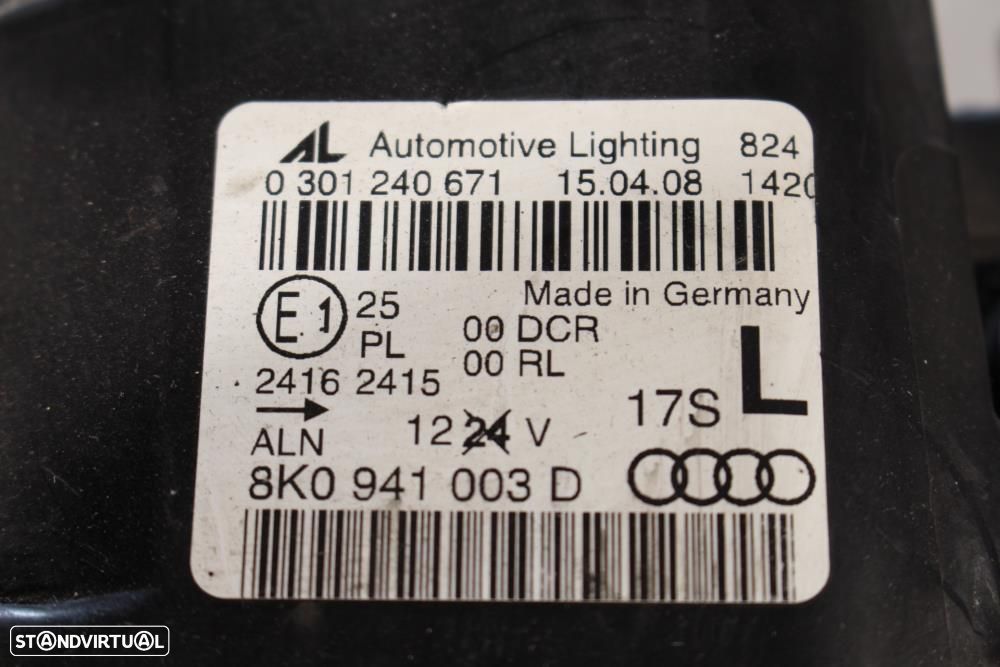 AL Automotive Lighting 824
0 301 240 671 15.04.08 1420
E1 25 Made in Germany
PL 00 DCR
00 RL
2416 2415
L
17S
ALN 12 24 V
8K0 941 003 D
STANDVIRTUAL